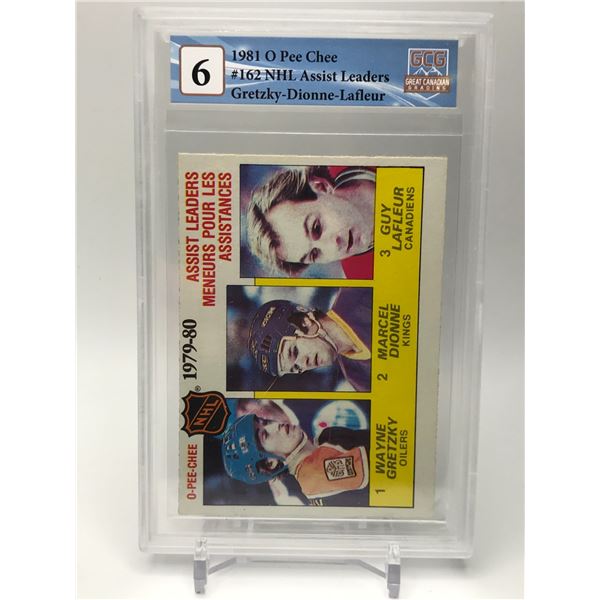 6
1981 O Pee Chee
#162 NHL Assist Leaders
Gretzky-Dionne-Lafleur
GCG
GREAT CANADIAN
GRADING
O-PEE-CHEE
NHL®
1979-80
ASSIST LEADERS
MENEURS POUR LES
ASSISTANCES
1 WAYNE
GRETZKY
OILERS
2 MARCEL
DIONNE
KINGS
3 GUY
LAFLEUR
CANADIENS